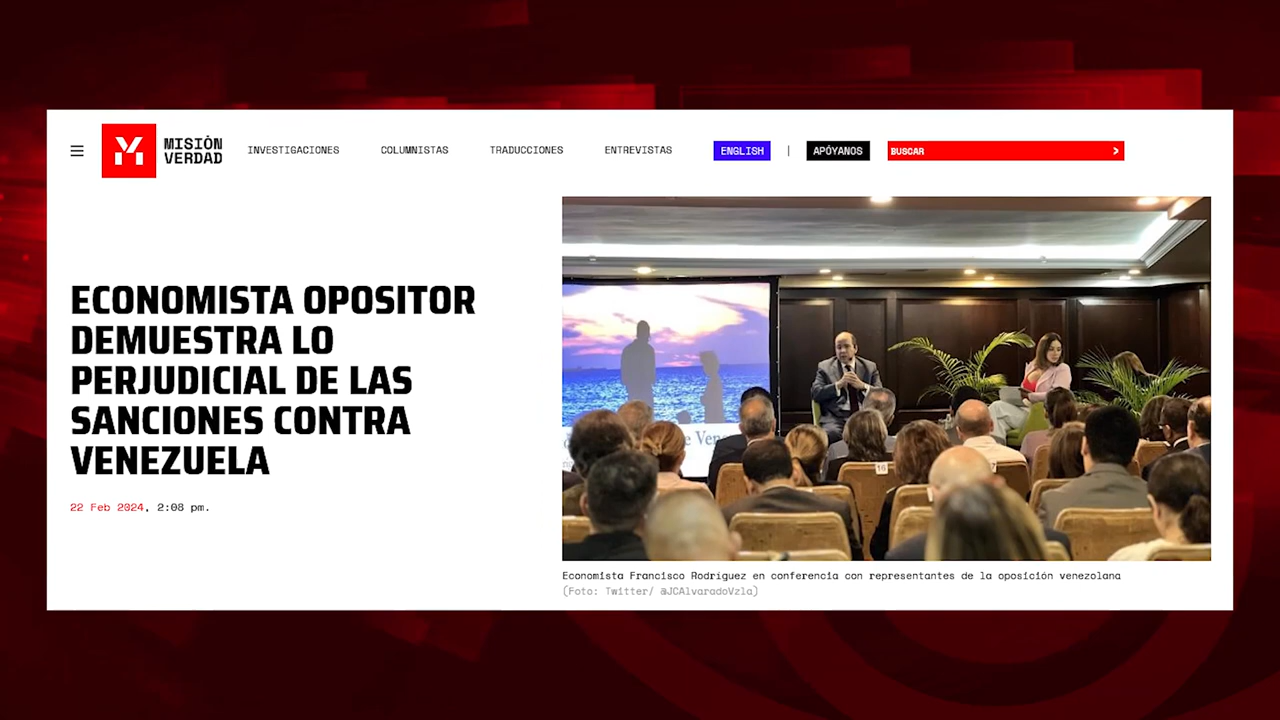 MISIÓN
VERDAD
INVESTIGACIONES
COLUMNISTAS
TRADUCCIONES
ENTREVISTAS
ENGLISH
|
APÓYANOS
BUSCAR
ECONOMISTA OPOSITOR
DEMUESTRA LO
PERJUDICIAL DE LAS
SANCIONES CONTRA
VENEZUELA
22 Feb 2024, 2:08 pm.
16
Economista Francisco Rodríguez en conferencia con representantes de la oposición venezolana
(Foto: Twitter/ @JCAlvaradoVzla)